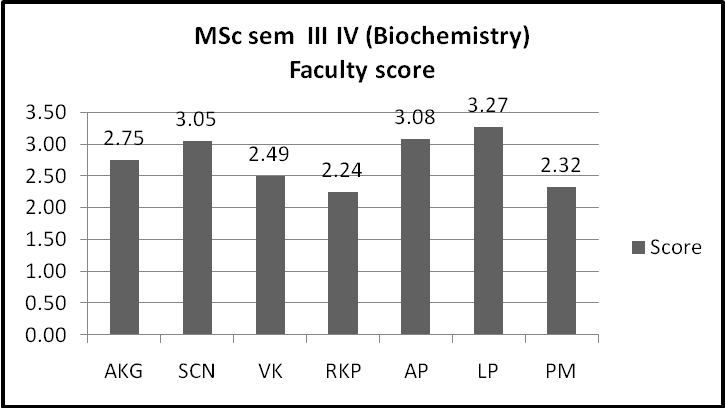 MSc sem III IV (Biochemistry)
Faculty score
3.50
3.00
2.50
2.00
1.50
1.00
0.50
0.00
2.75
3.05
2.49
2.24
3.08
3.27
2.32
AKG
SCN
VK
RKP
AP
LP
PM
Score